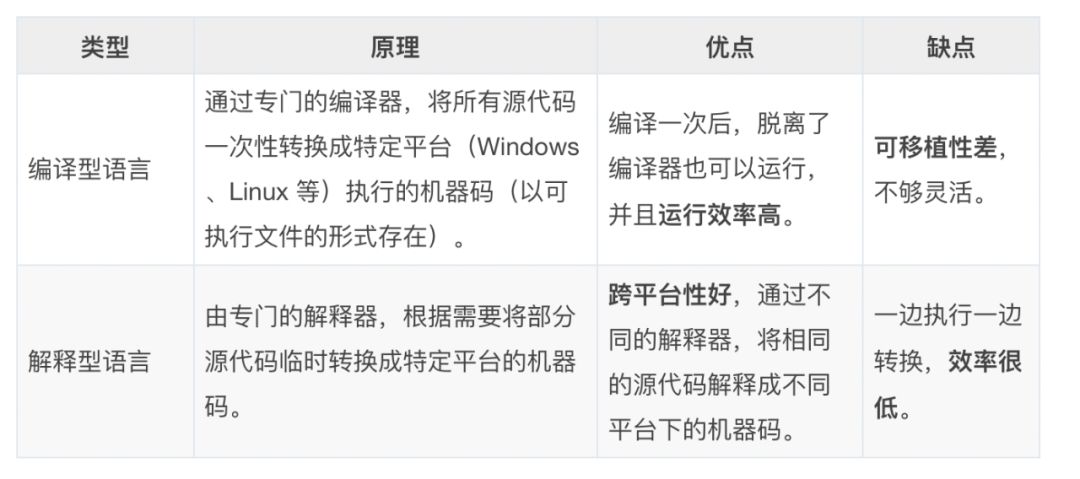 类型
原理
优点
缺点
编译型语言
通过专门的编译器，将所有源代码
一次性转换成特定平台（Windows
、Linux 等）执行的机器码（以可
执行文件的形式存在）。
编译一次后，脱离了
编译器也可以运行，
并且运行效率高。
可移植性差，
不够灵活。
解释型语言
由专门的解释器，根据需要将部分
源代码临时转换成特定平台的机器
码。
跨平台性好，通过不
同的解释器，将相同
的源代码解释成不同
平台下的机器码。
一边执行一边
转换，效率很
低。